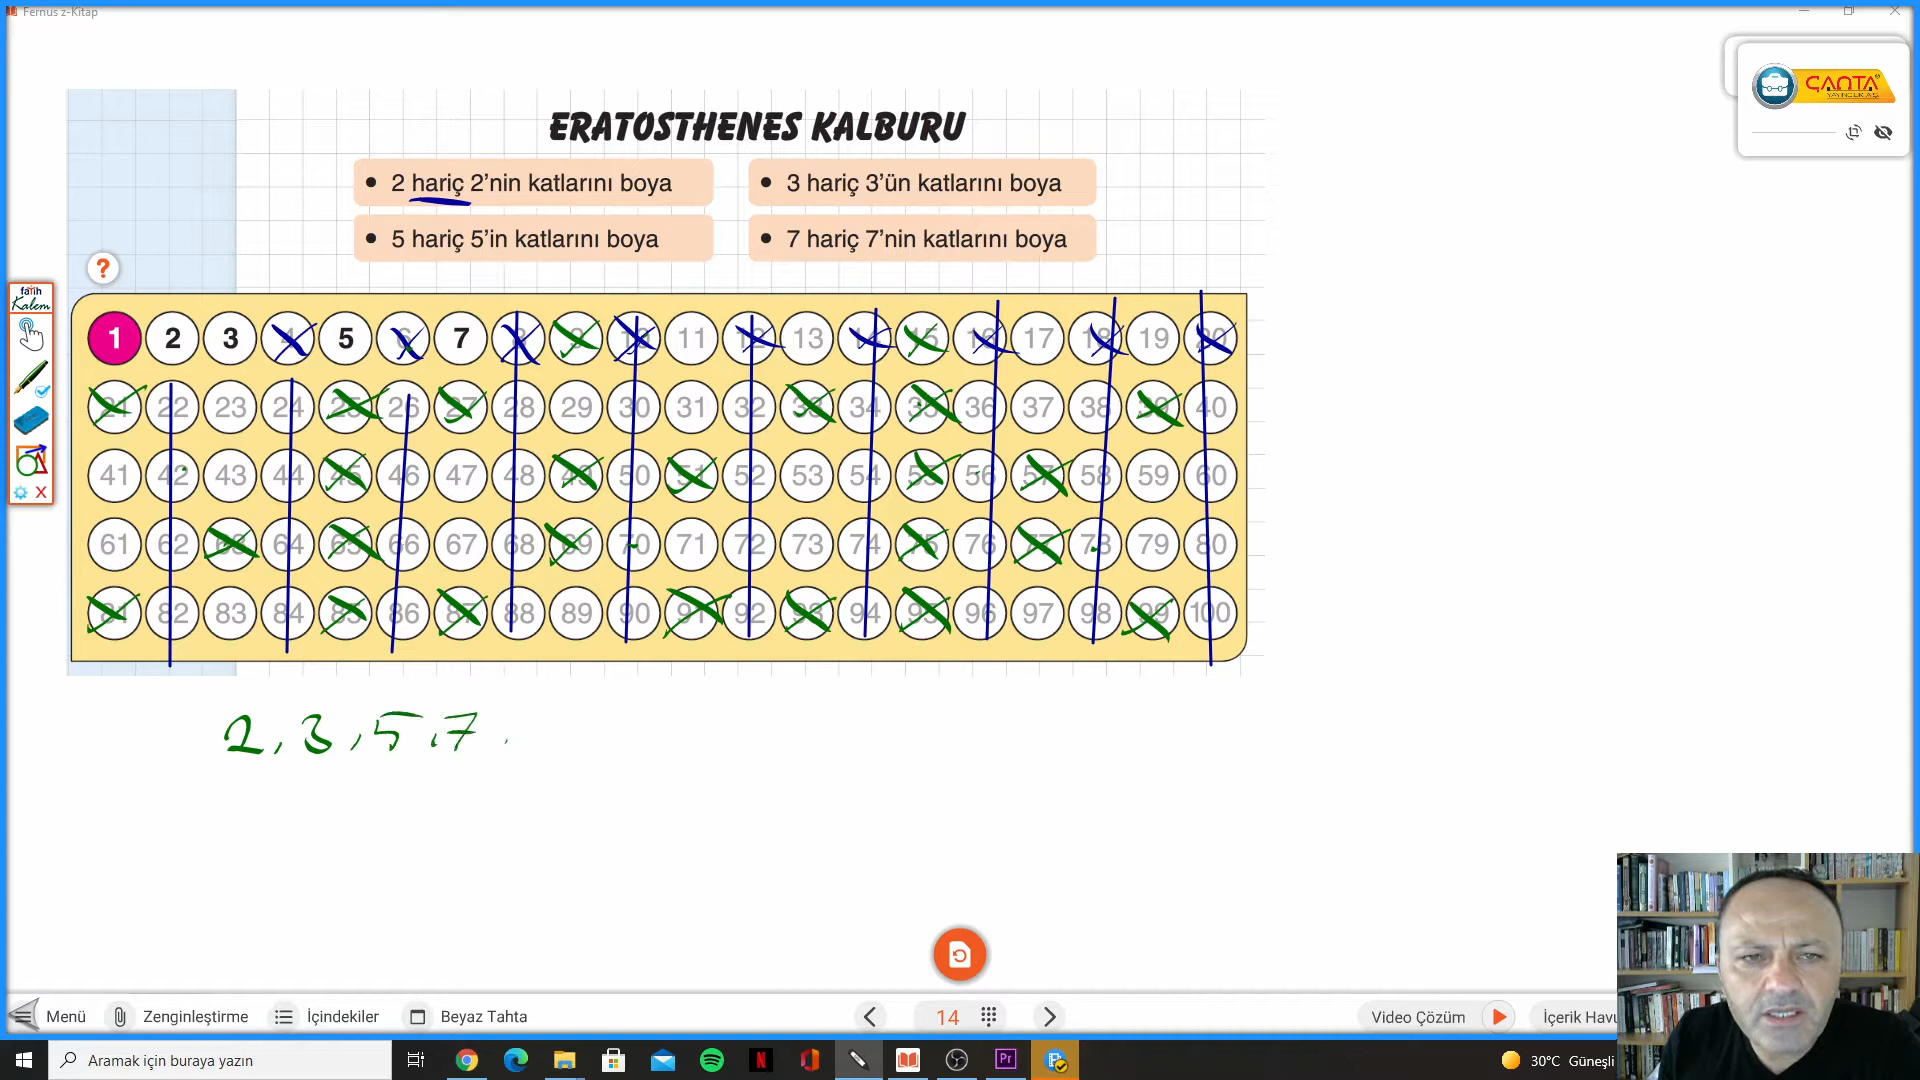 Fernus z-Kitap
ÇANTA
YAYINCILIK A.Ş.
ERATOSTHENES KALBURU
• 2 hariç 2'nin katlarını boya
• 3 hariç 3'ün katlarını boya
• 5 hariç 5'in katlarını boya
• 7 hariç 7'nin katlarını boya
?
fatih
Kalem
1 2 3 4 5 6 7 8 9 10 11 12 13 14 15 16 17 18 19 20
21 22 23 24 25 26 27 28 29 30 31 32 33 34 35 36 37 38 39 40
41 42 43 44 45 46 47 48 49 50 51 52 53 54 55 56 57 58 59 60
61 62 63 64 65 66 67 68 69 70 71 72 73 74 75 76 77 78 79 80
81 82 83 84 85 86 87 88 89 90 91 92 93 94 95 96 97 98 99 100
2, 3, 5, 7
Menü Zenginleştirme İçindekiler Beyaz Tahta 14 Video Çözüm İçerik Havu
Aramak için buraya yazın 30°C Güneşli